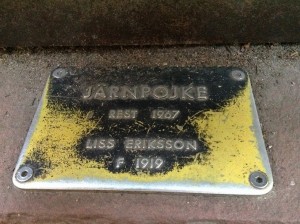 JÄRNPOJKE
REST 1967
LISS ERIKSSON
F 1919